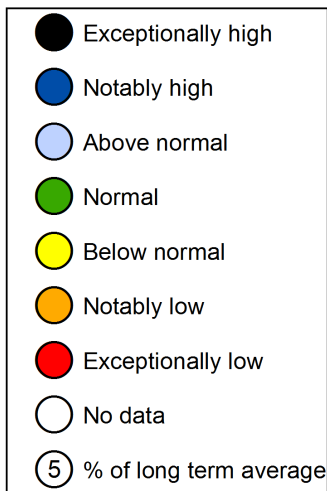 Exceptionally high
Notably high
Above normal
Normal
Below normal
Notably low
Exceptionally low
No data
5 % of long term average